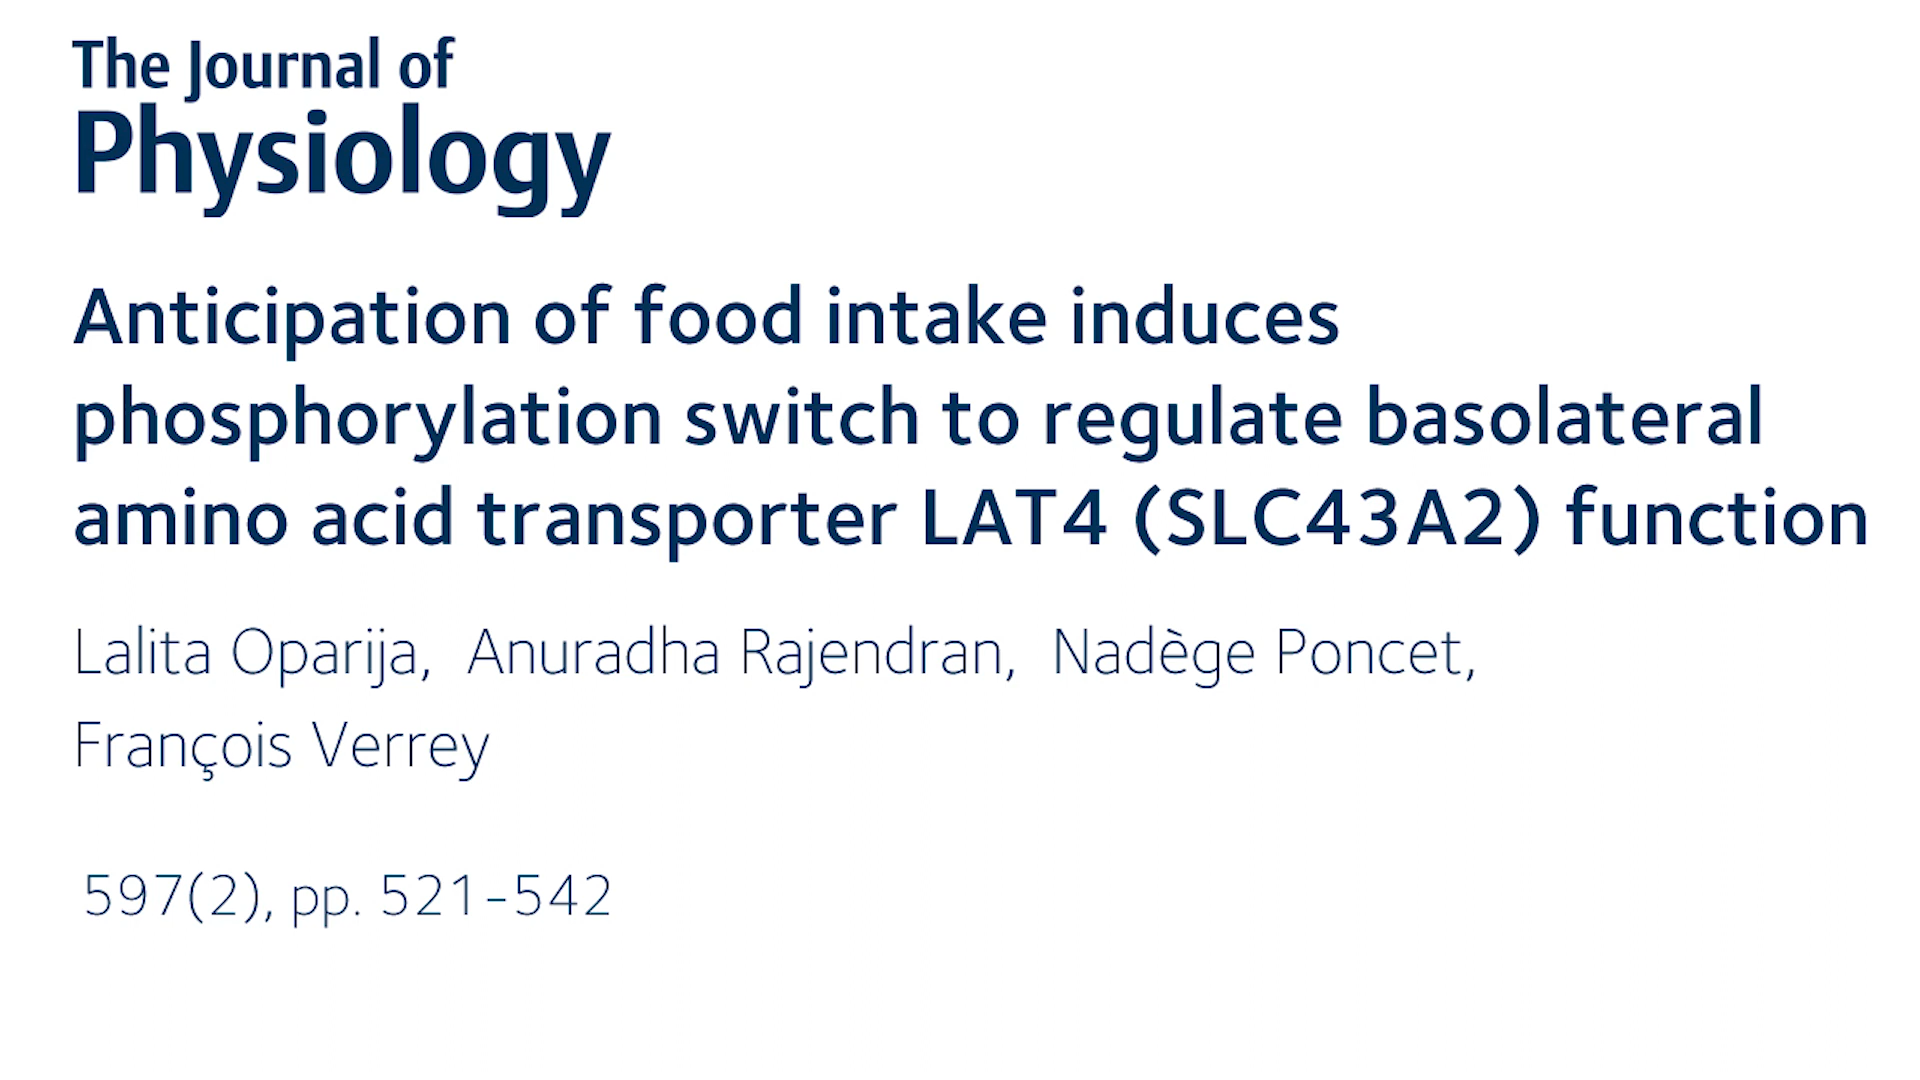 The Journal of
Physiology
Anticipation of food intake induces
phosphorylation switch to regulate basolateral
amino acid transporter LAT4 (SLC43A2) function
Lalita Oparija, Anuradha Rajendran, Nadège Poncet,
François Verrey
597(2), pp. 521-542